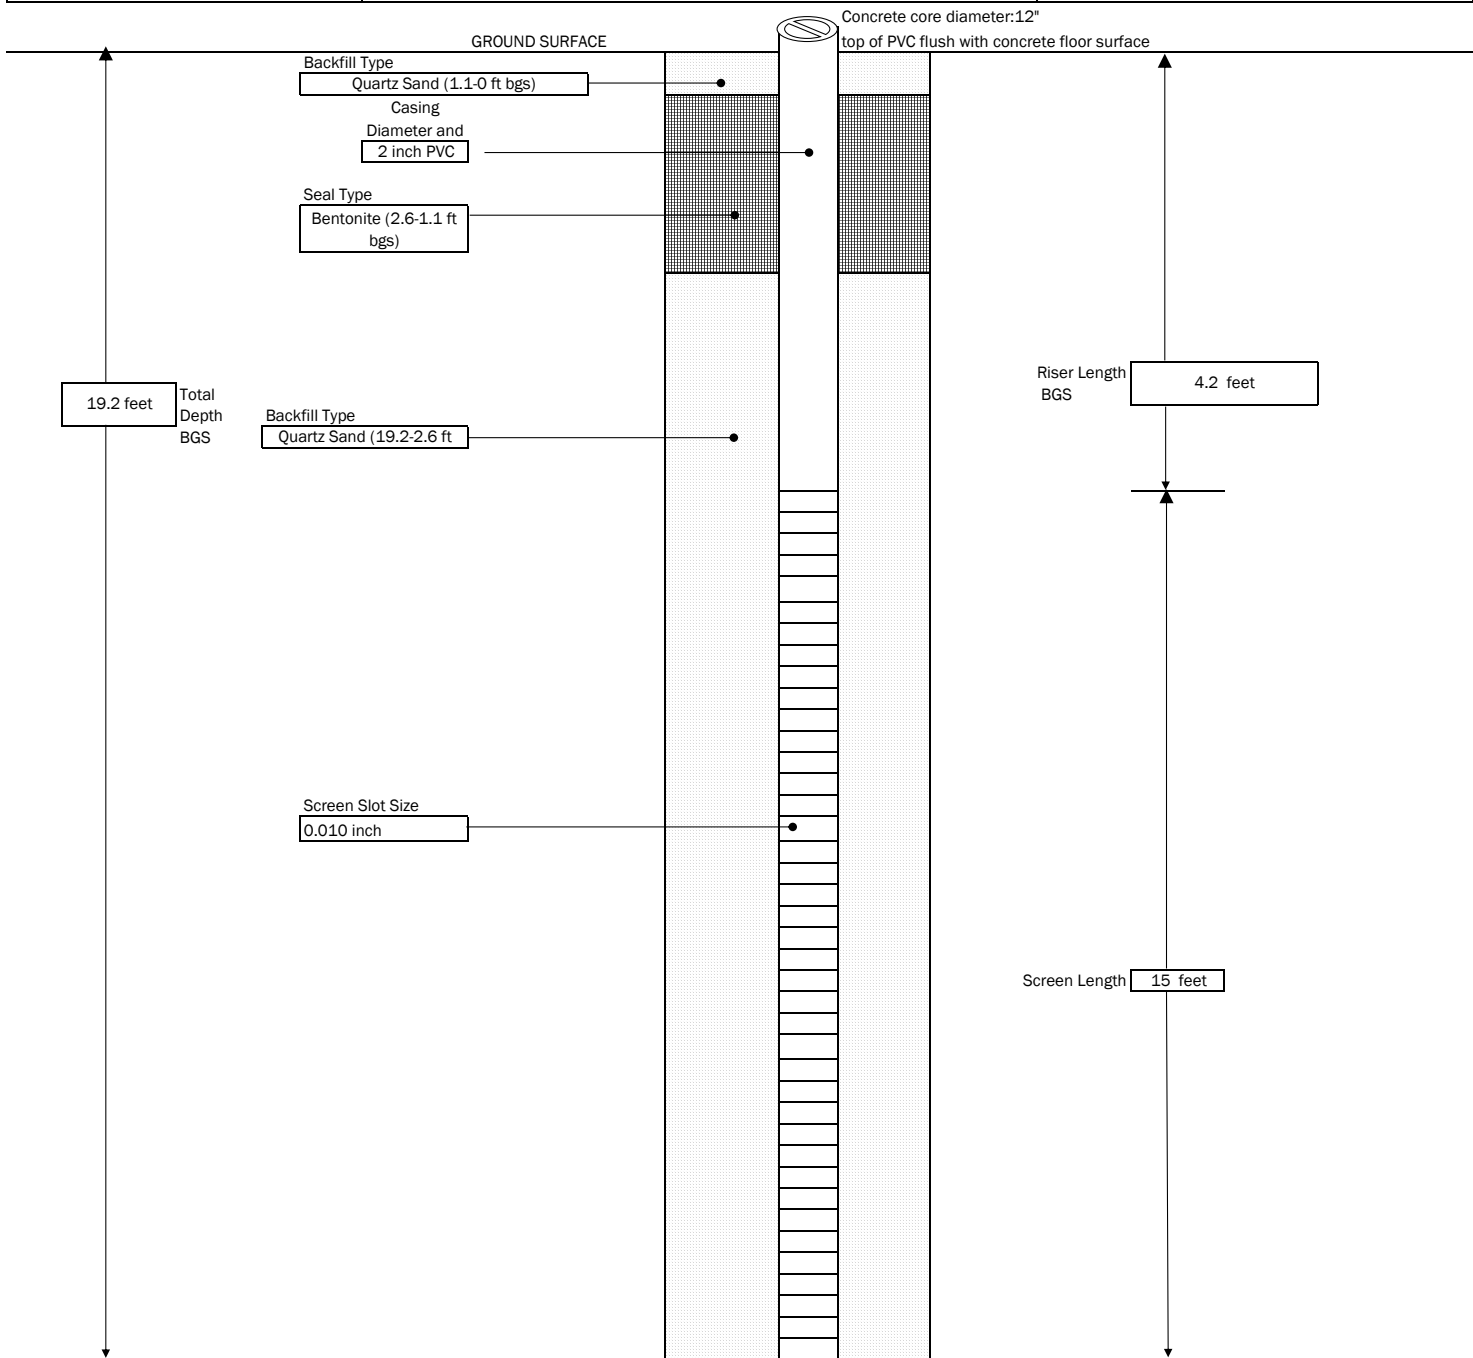 Concrete core diameter:12"
GROUND SURFACE
top of PVC flush with concrete floor surface
Backfill Type
Quartz Sand (1.1-0 ft bgs)
Casing
Diameter and
2 inch PVC
Seal Type
Bentonite (2.6-1.1 ft
bgs)
Riser Length
BGS
4.2 feet
19.2 feet
Total
Depth
BGS
Backfill Type
Quartz Sand (19.2-2.6 ft
Screen Slot Size
0.010 inch
Screen Length
15 feet